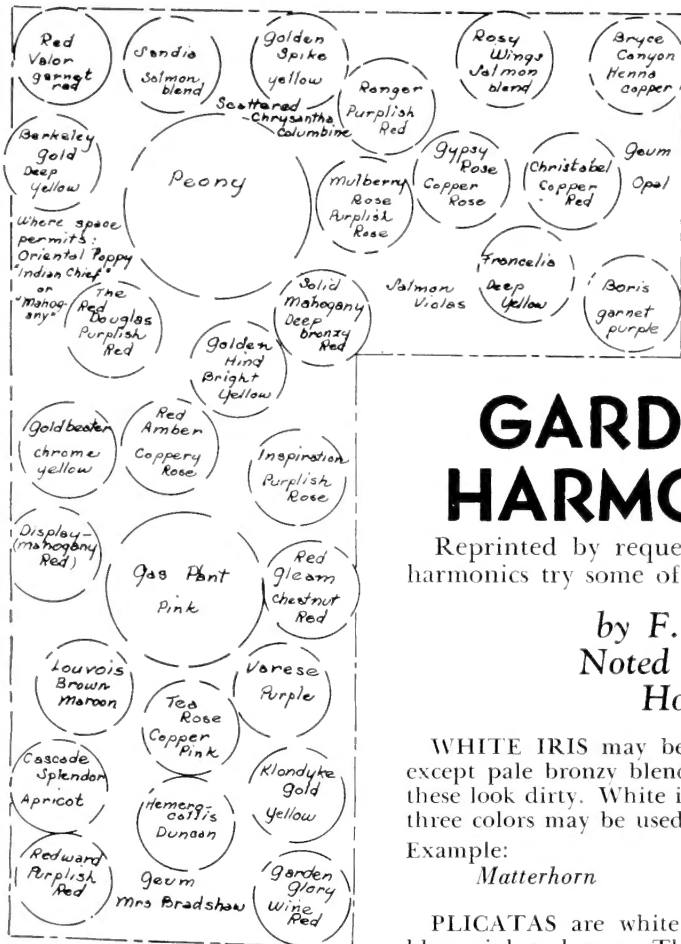 Red
Valor
garnet
red
Sandia
Salmon
blend
Golden
Spike
yellow
Rosy
Wings
Salmon
blend
Bryce
Canyon
Henna
copper
Scattered
Chrysantha
Columbine
Ranger
Purplish
Red
Berkeley
gold
Deep
Yellow
Peony
Mulberry
Rose
Purplish
Rose
Gypsy
Rose
Copper
Rose
Christabel
Copper
Red
Geum
Opal
Where space
permits:
Oriental Poppy
"Indian Chief"
or
"Mahog-
any"
The
Red
Douglas
Purplish
Red
Golden
Hind
Bright
Yellow
Solid
Mahogany
Deep
bronzy
Red
Salmon
Violas
Francelia
Deep
Yellow
Boris
garnet
purple
Goldbeater
chrome
yellow
Red
Amber
Coppery
Rose
Inspiration
Purplish
Rose
Display-
(mahogany
Red)
Gas Plant
Pink
Red
Gleam
Chestnut
Red
Louvois
Brown
Maroon
Tea
Rose
Copper
Pink
Varese
Purple
Cascade
Splendor
Apricot
Hemero-
callis
Duncan
Klondyke
gold
Yellow
Redward
Purplish
Red
Geum
Mrs Bradshaw
Garden
Glory
Wine
Red
GARD
HARMO
Reprinted by reque
harmonics try some of
by F.
Noted
Ho
WHITE IRIS may be
except pale bronzy blend
these look dirty. White i
three colors may be used
Example:
Matterhorn
PLICATAS are white